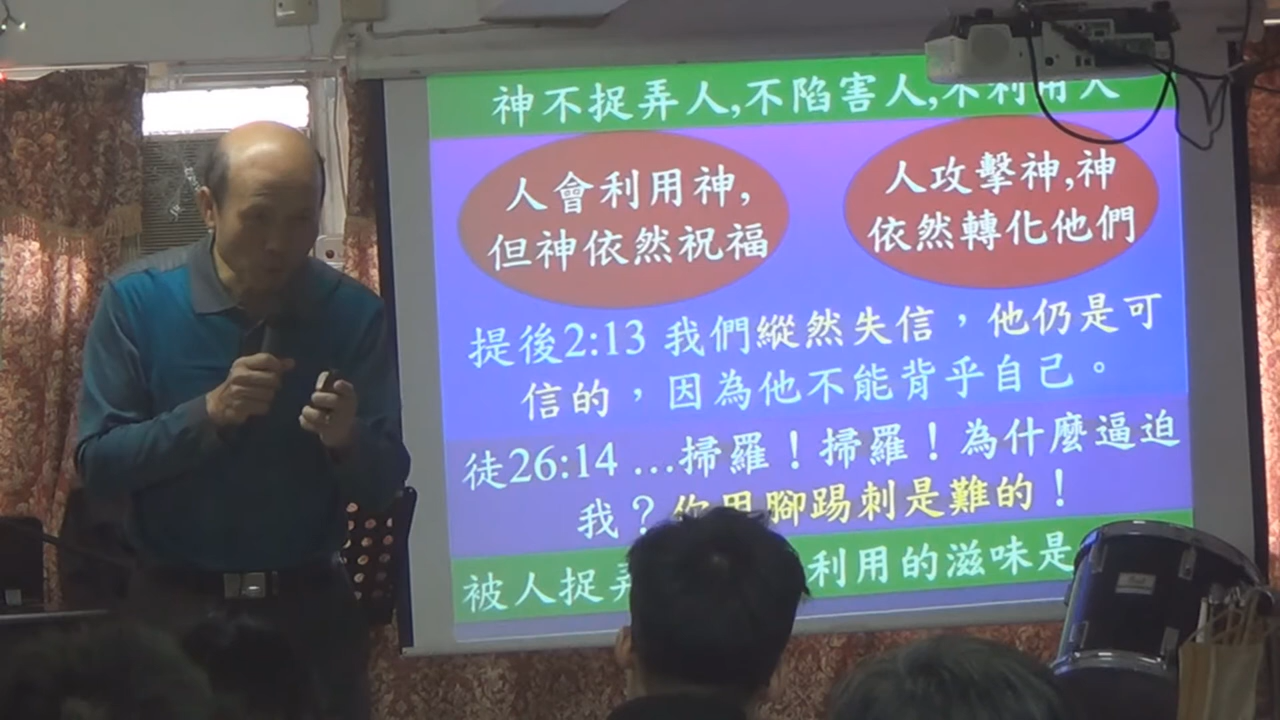 神不捉弄人,不陷害人,不利用人
人會利用神,
但神依然祝福
人攻擊神,神
依然轉化他們
提後2:13 我們縱然失信，他仍是可
信的，因為他不能背乎自己。
徒26:14 …掃羅！掃羅！為什麼逼迫
我？你用腳踢刺是難的！
被人捉弄 利用的滋味是